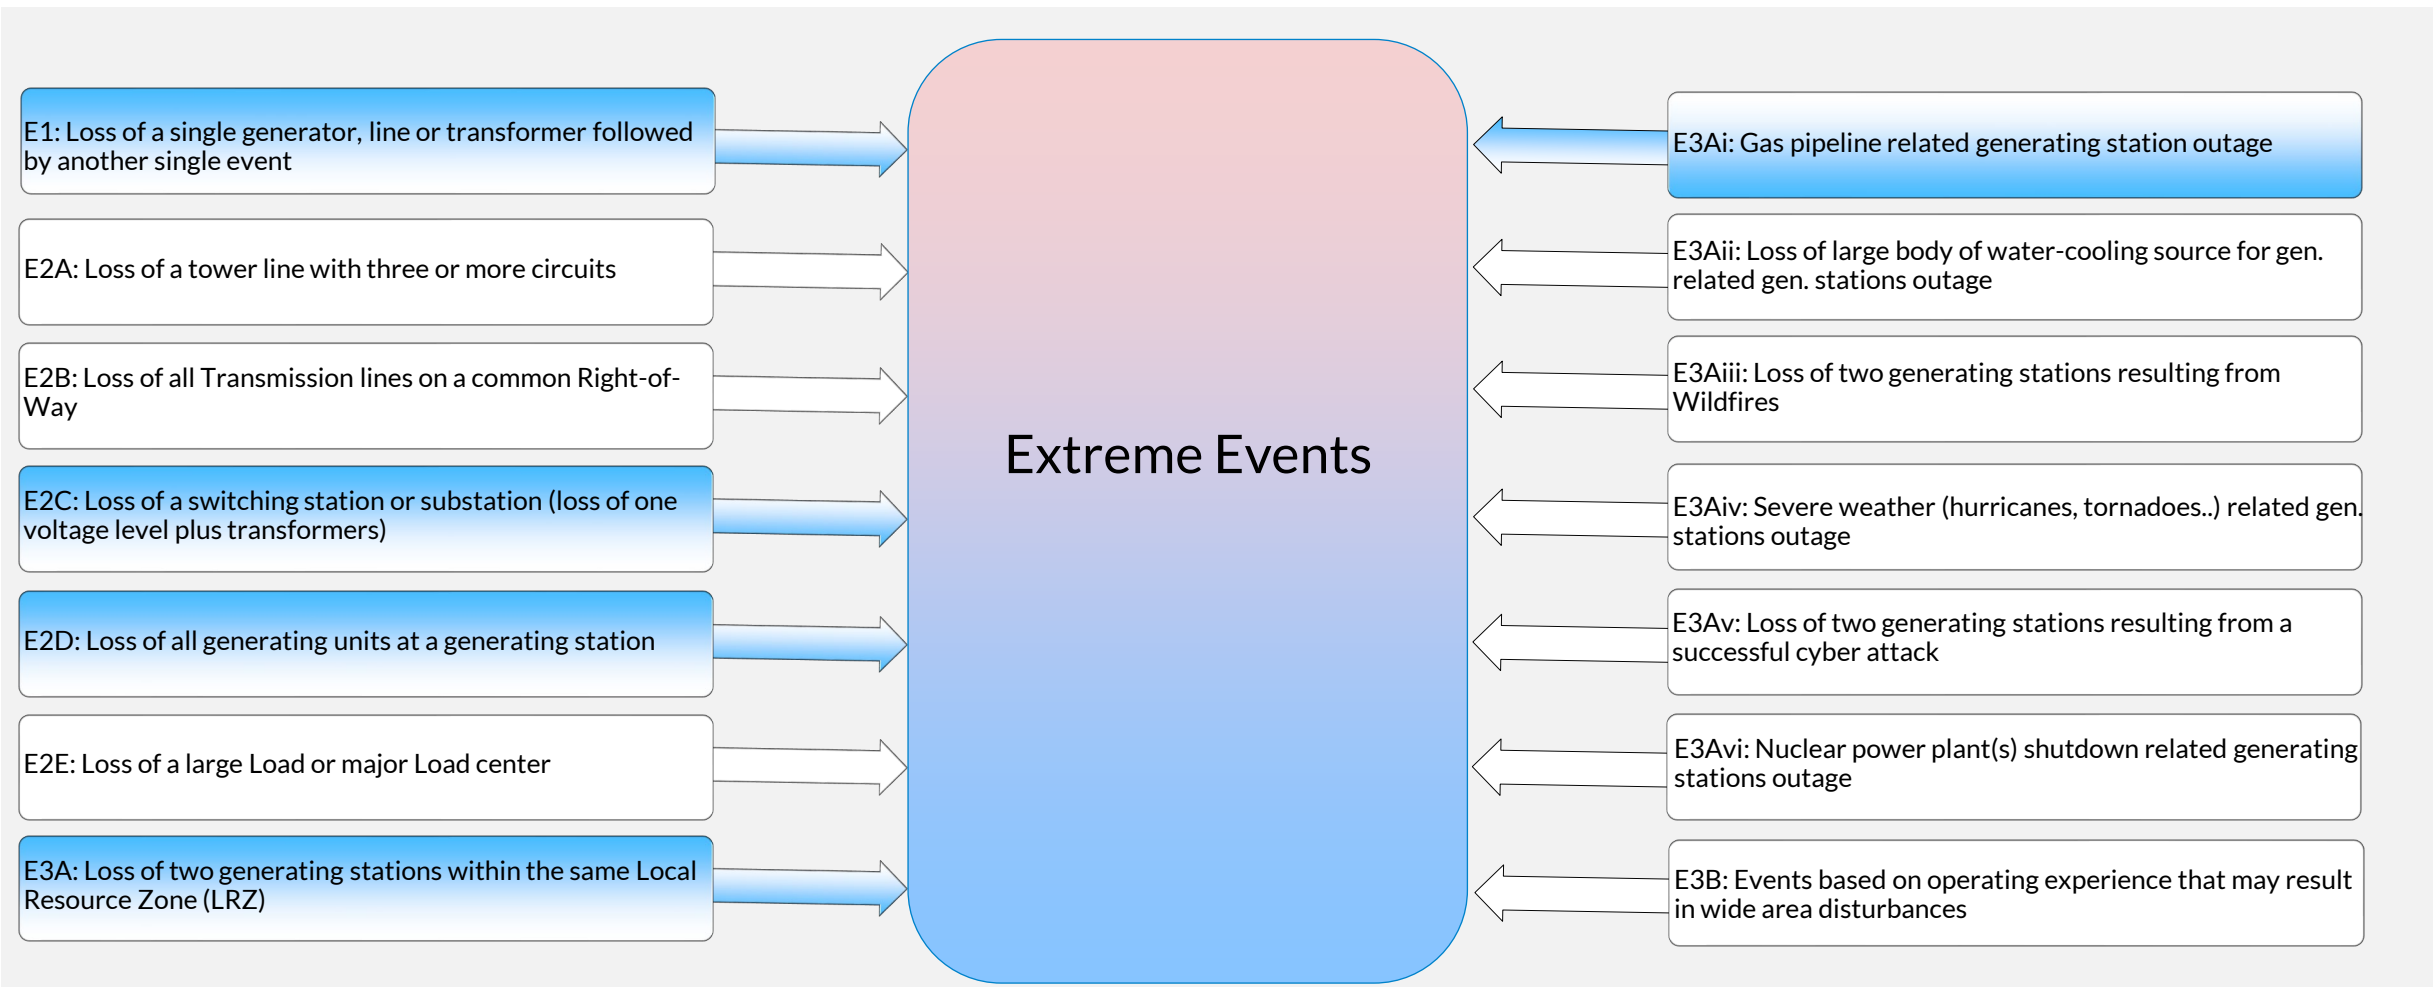 E1: Loss of a single generator, line or transformer followed
by another single event
E2A: Loss of a tower line with three or more circuits
E2B: Loss of all Transmission lines on a common Right-of-
Way
E2C: Loss of a switching station or substation (loss of one
voltage level plus transformers)
E2D: Loss of all generating units at a generating station
E2E: Loss of a large Load or major Load center
E3A: Loss of two generating stations within the same Local
Resource Zone (LRZ)
Extreme Events
E3Ai: Gas pipeline related generating station outage
E3Aii: Loss of large body of water-cooling source for gen.
related gen. stations outage
E3Aiii: Loss of two generating stations resulting from
Wildfires
E3Aiv: Severe weather (hurricanes, tornadoes..) related gen.
stations outage
E3Av: Loss of two generating stations resulting from a
successful cyber attack
E3Avi: Nuclear power plant(s) shutdown related generating
stations outage
E3B: Events based on operating experience that may result
in wide area disturbances